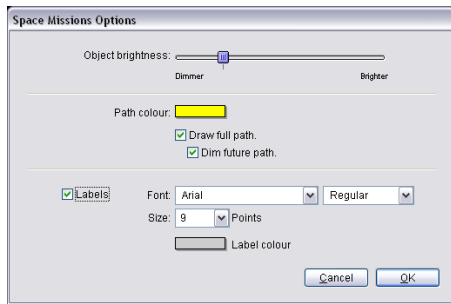 Space Missions Options
Object brightness:
Dimmer Brighter
Path colour:
Draw full path.
Dim future path.
Labels Font: Arial Regular
Size: 9 Points
Label colour
Cancel OK